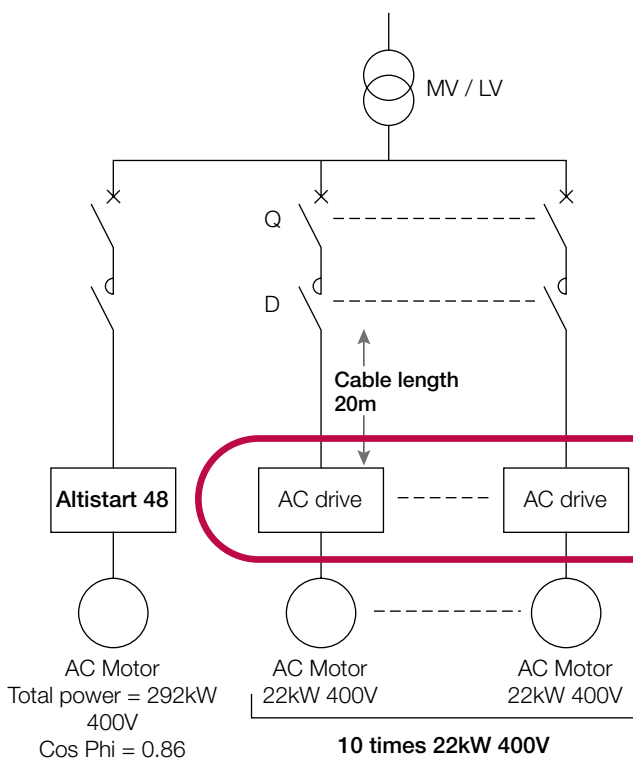 MV / LV
Q
D
Cable length
20m
Altistart 48
AC drive
AC drive
AC Motor
Total power = 292kW
400V
Cos Phi = 0.86
AC Motor
22kW 400V
AC Motor
22kW 400V
10 times 22kW 400V